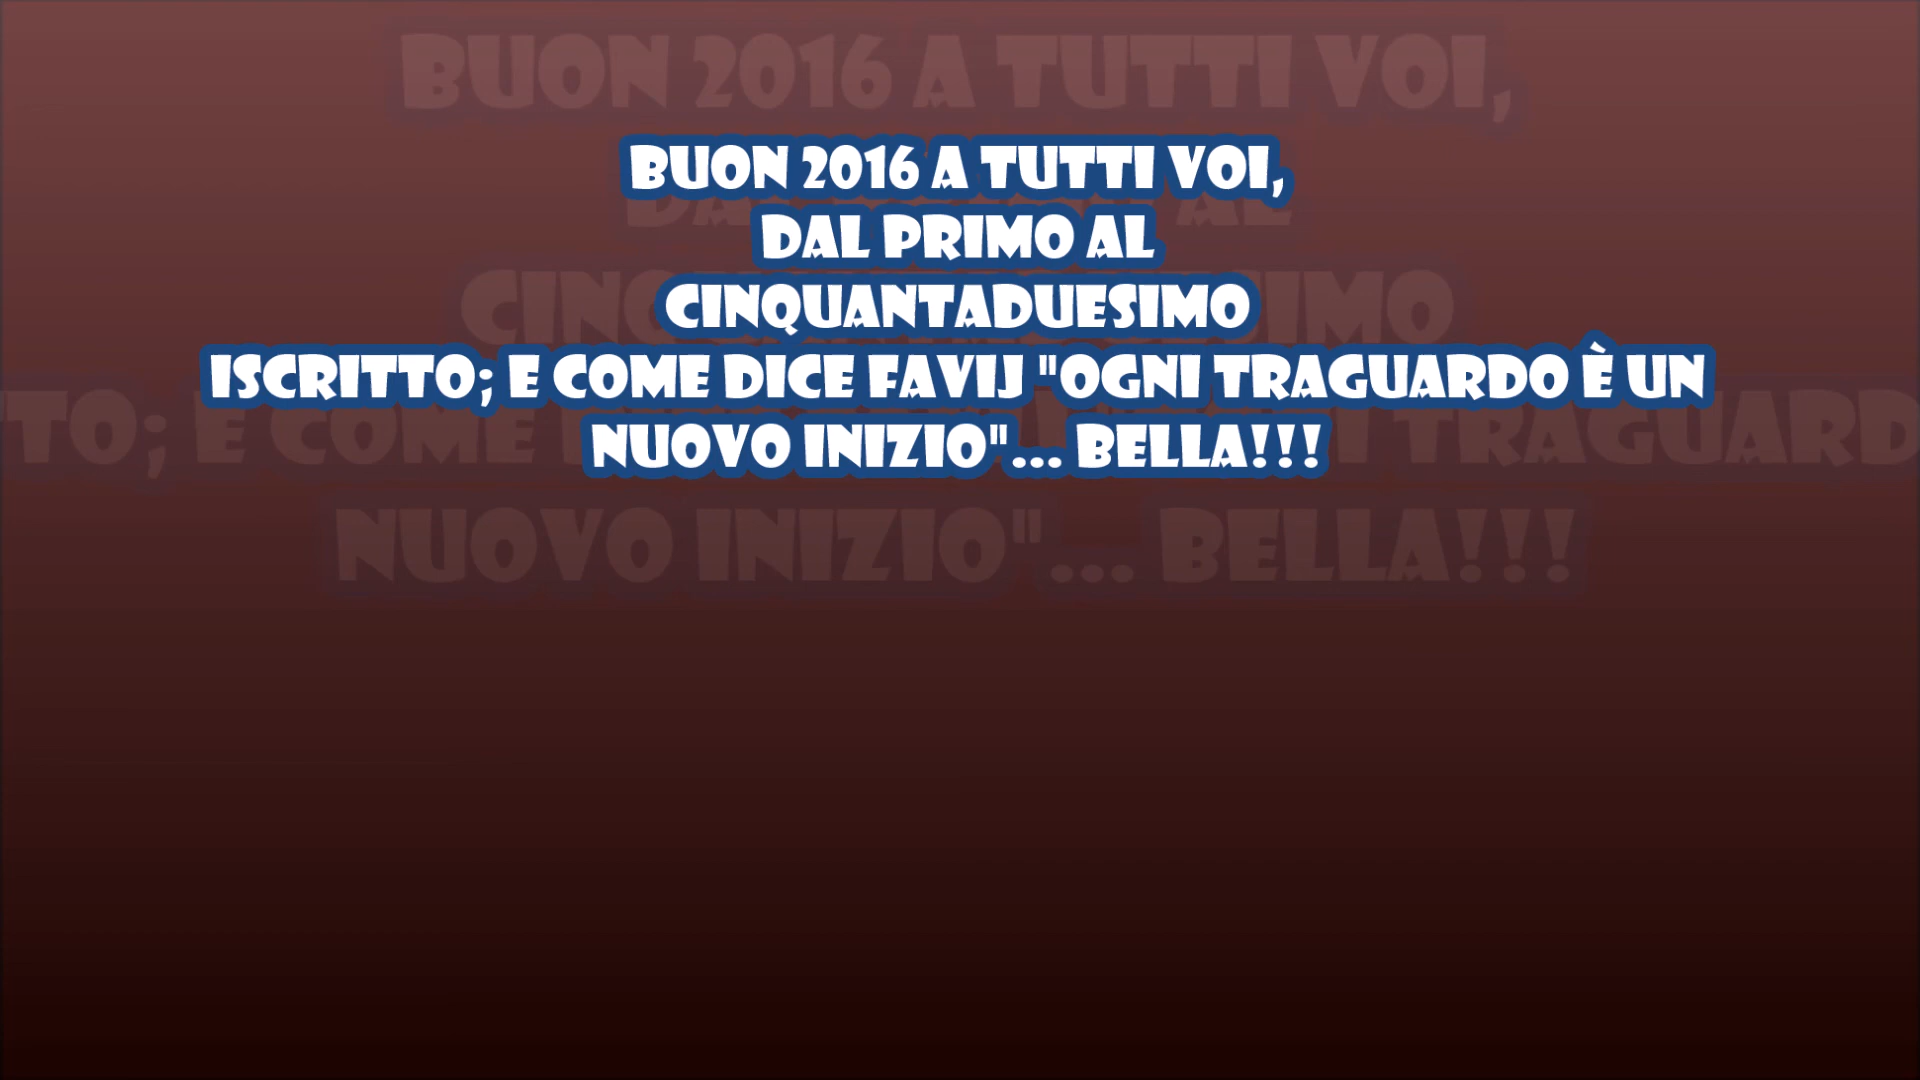 BUON 2016 A TUTTI VOI,
DAL PRIMO AL
CINQUANTADUESIMO
ISCRITTO; E COME DICE FAVIJ "OGNI TRAGUARDO È UN
NUOVO INIZIO"... BELLA!!!